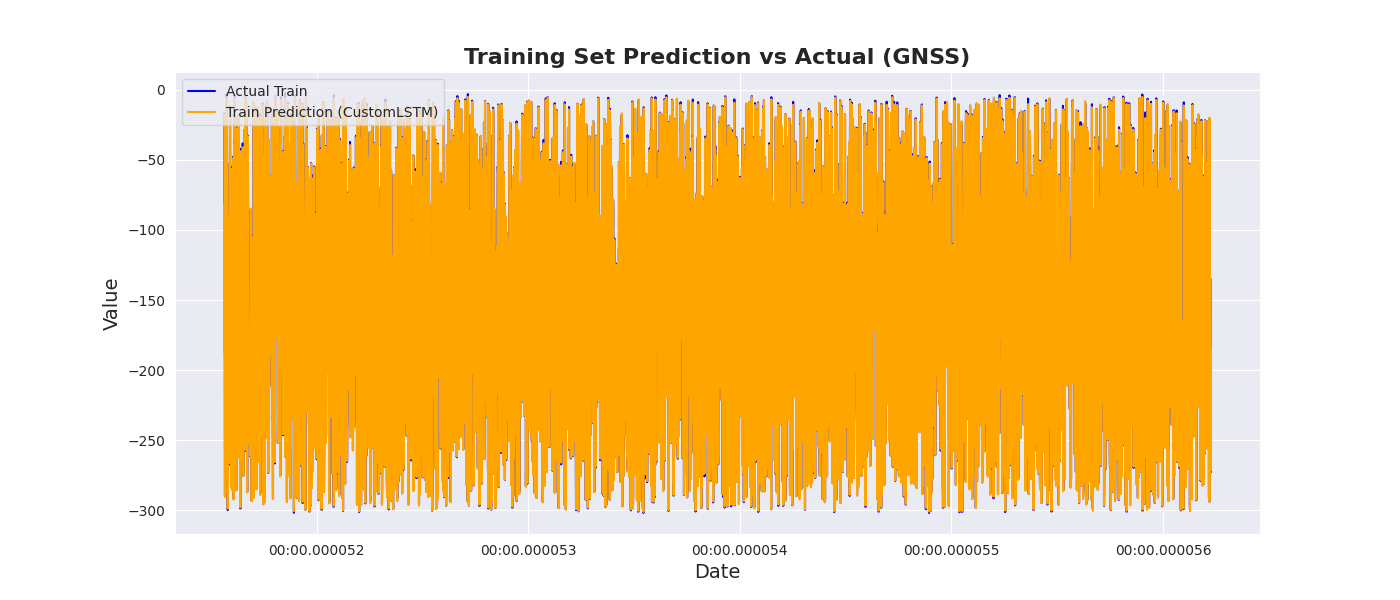 Training Set Prediction vs Actual (GNSS)
Actual Train
Train Prediction (CustomLSTM)
Value
0
−50
−100
−150
−200
−250
−300
00:00.000052
00:00.000053
00:00.000054
00:00.000055
00:00.000056
Date